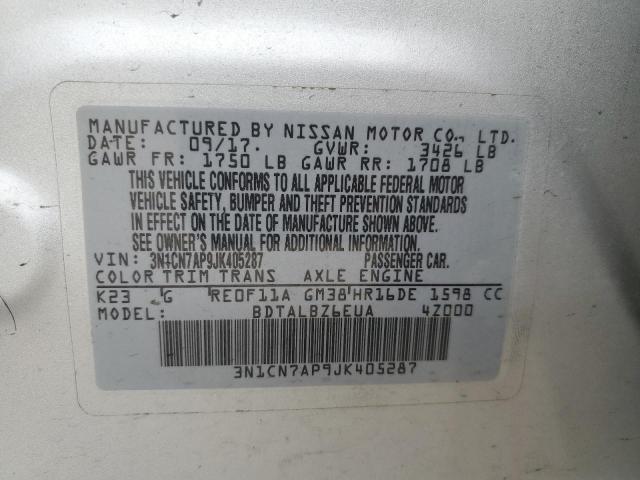 MANUFACTURED BY NISSAN MOTOR CO., LTD.
DATE: 09/17. GVWR: 3426 LB
GAWR FR: 1750 LB GAWR RR: 1708 LB
THIS VEHICLE CONFORMS TO ALL APPLICABLE FEDERAL MOTOR
VEHICLE SAFETY, BUMPER AND THEFT PREVENTION STANDARDS
IN EFFECT ON THE DATE OF MANUFACTURE SHOWN ABOVE.
SEE OWNER'S MANUAL FOR ADDITIONAL INFORMATION.
VIN: 3N1CN7AP9JK405287 PASSENGER CAR.
COLOR TRIM TRANS AXLE ENGINE
K23 G RE0F11A GM38 HR16DE 1598 CC
MODEL: BDTALBZ6EUA 4Z000
3N1CN7AP9JK405287